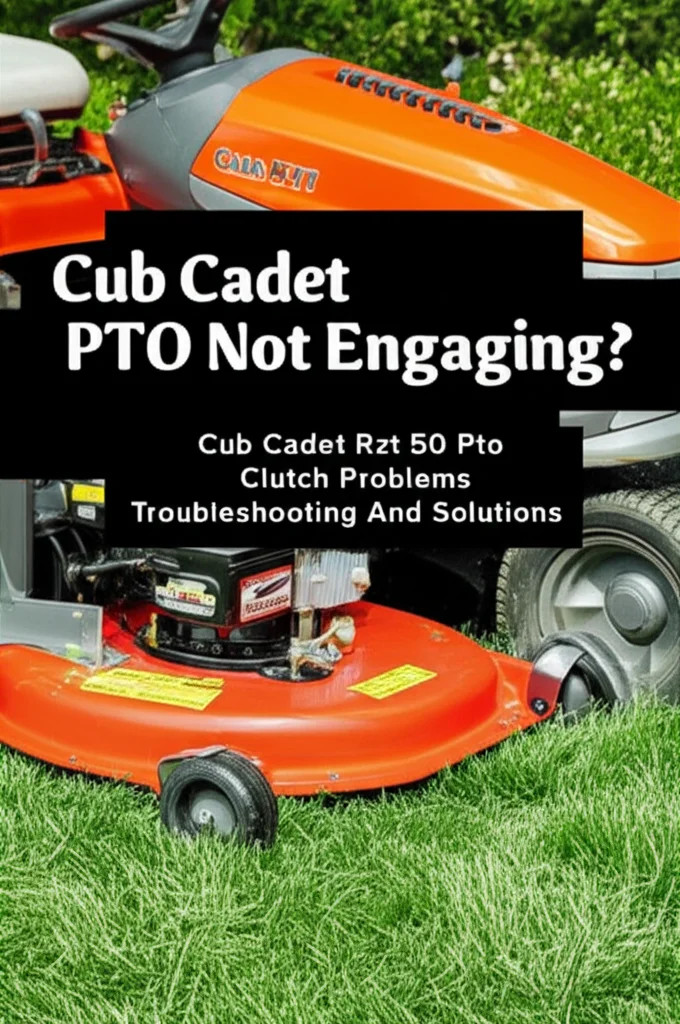 Cub Cadet
PTO Not Engaging?
Cub Cadet Rzt 50 Pto
Clutch Problems
Troubleshooting And Solutions